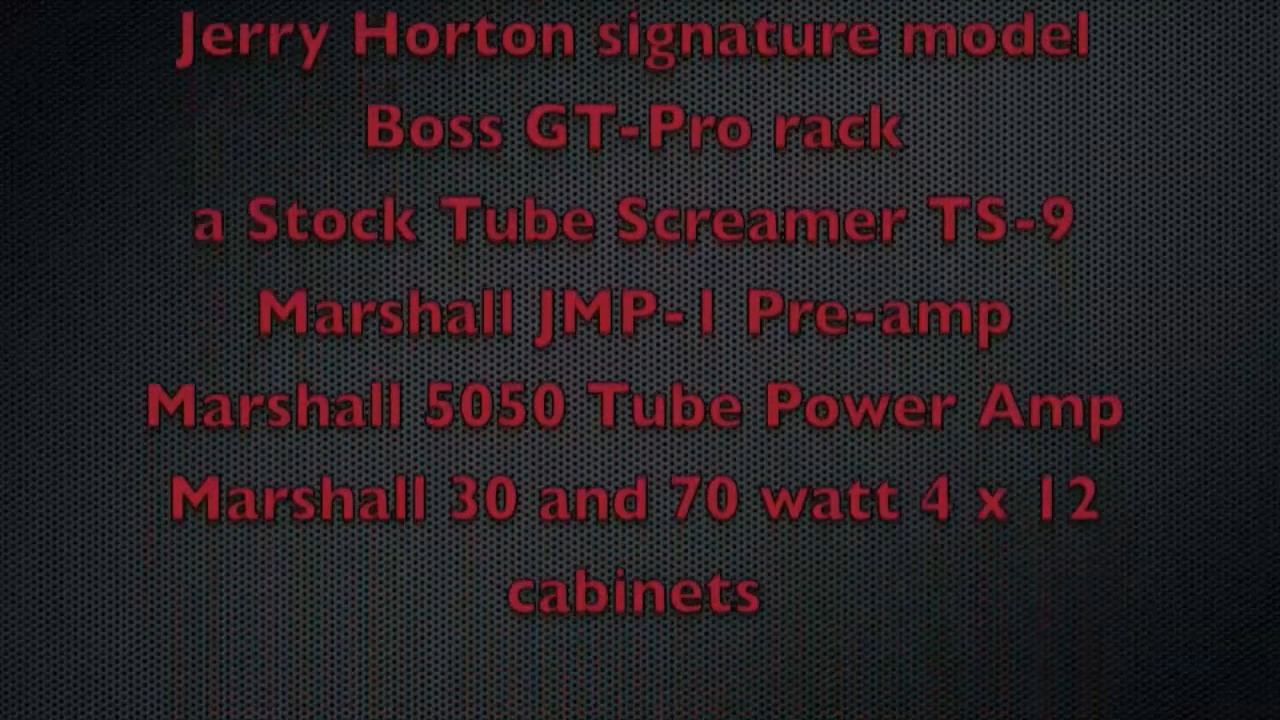 Jerry Horton signature model
Boss GT-Pro rack
a Stock Tube Screamer TS-9
Marshall JMP-1 Pre-amp
Marshall 5050 Tube Power Amp
Marshall 30 and 70 watt 4 x 12
cabinets